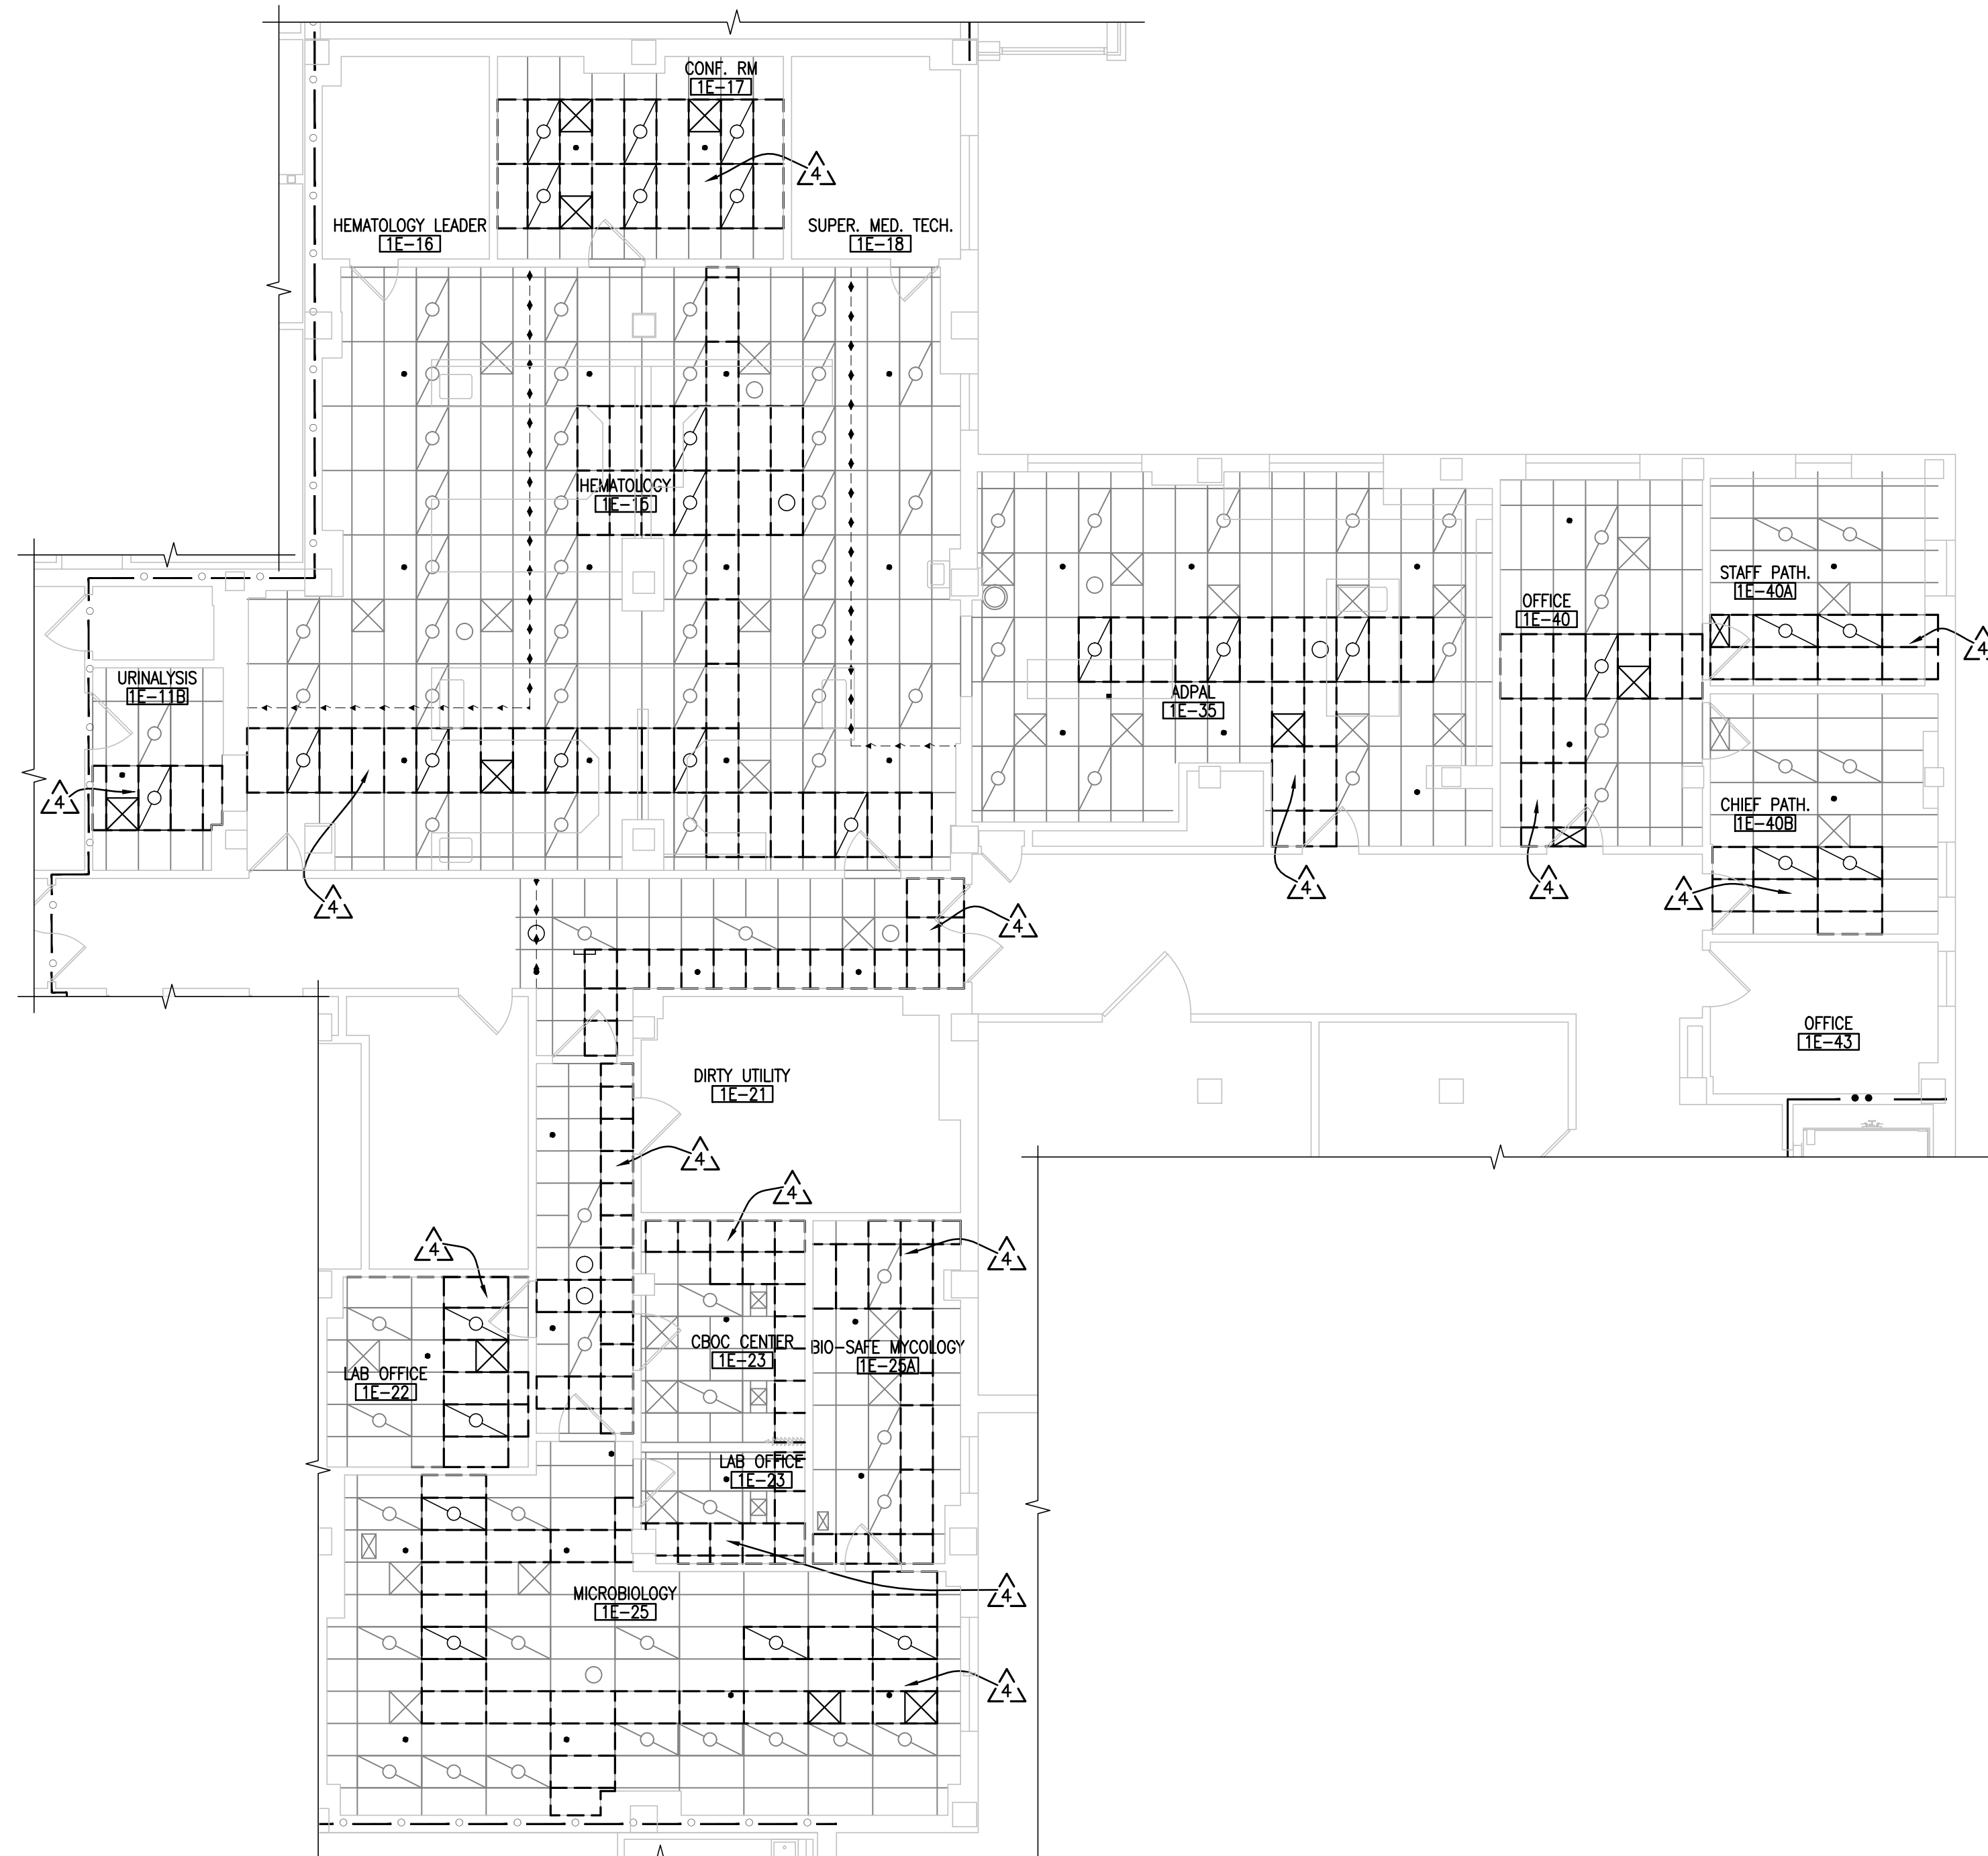 CONF. RM
1E-17
4
HEMATOLOGY LEADER
1E-16
SUPER. MED. TECH.
1E-18
HEMATOLOGY
1E-15
STAFF PATH.
1E-40A
OFFICE
1E-40
4
URINALYSIS
1E-11B
ADPAL
1E-35
4
CHIEF PATH.
1E-40B
4
4
4
4
4
OFFICE
1E-43
DIRTY UTILITY
1E-21
4
4
4
4
CBOC CENTER
1E-23
BIO-SAFE MYCOLOGY
1E-25A
LAB OFFICE
1E-22
LAB OFFICE
1E-23
MICROBIOLOGY
1E-25
4
4